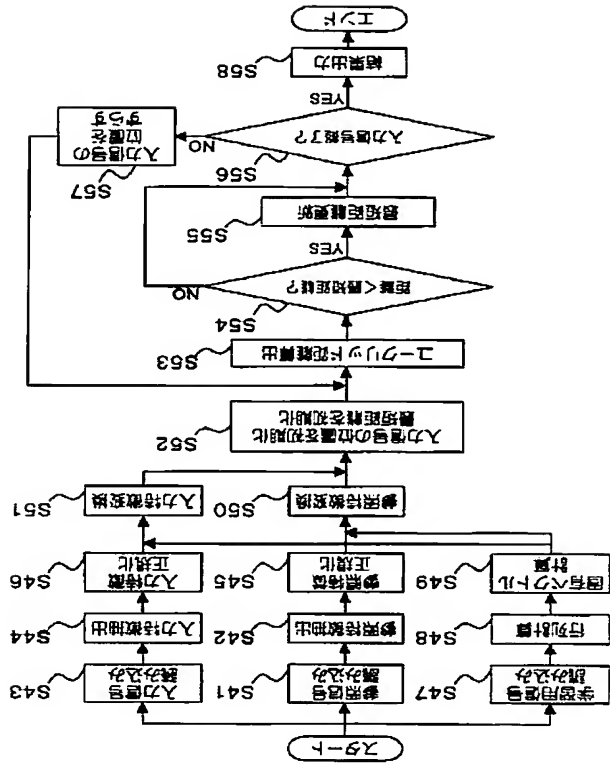 スタート
学習用信号
読み込み
S47
参照信号
読み込み
S41
入力信号
読み込み
S43
行列計算
S48
参照特徴抽出
S42
入力特徴抽出
S44
固有ベクトル
計算
S49
参照特徴
正規化
S45
入力特徴
正規化
S46
参照特徴変換
S50
入力特徴変換
S51
入力信号の位置を初期化
最短距離を初期化
S52
ユークリッド距離算出
S53
距離<最短距離?
S54
NO
YES
最短距離更新
S55
入力信号終了?
S56
NO
YES
入力信号の
位置を
ずらす
S57
結果出力
S58
エンド